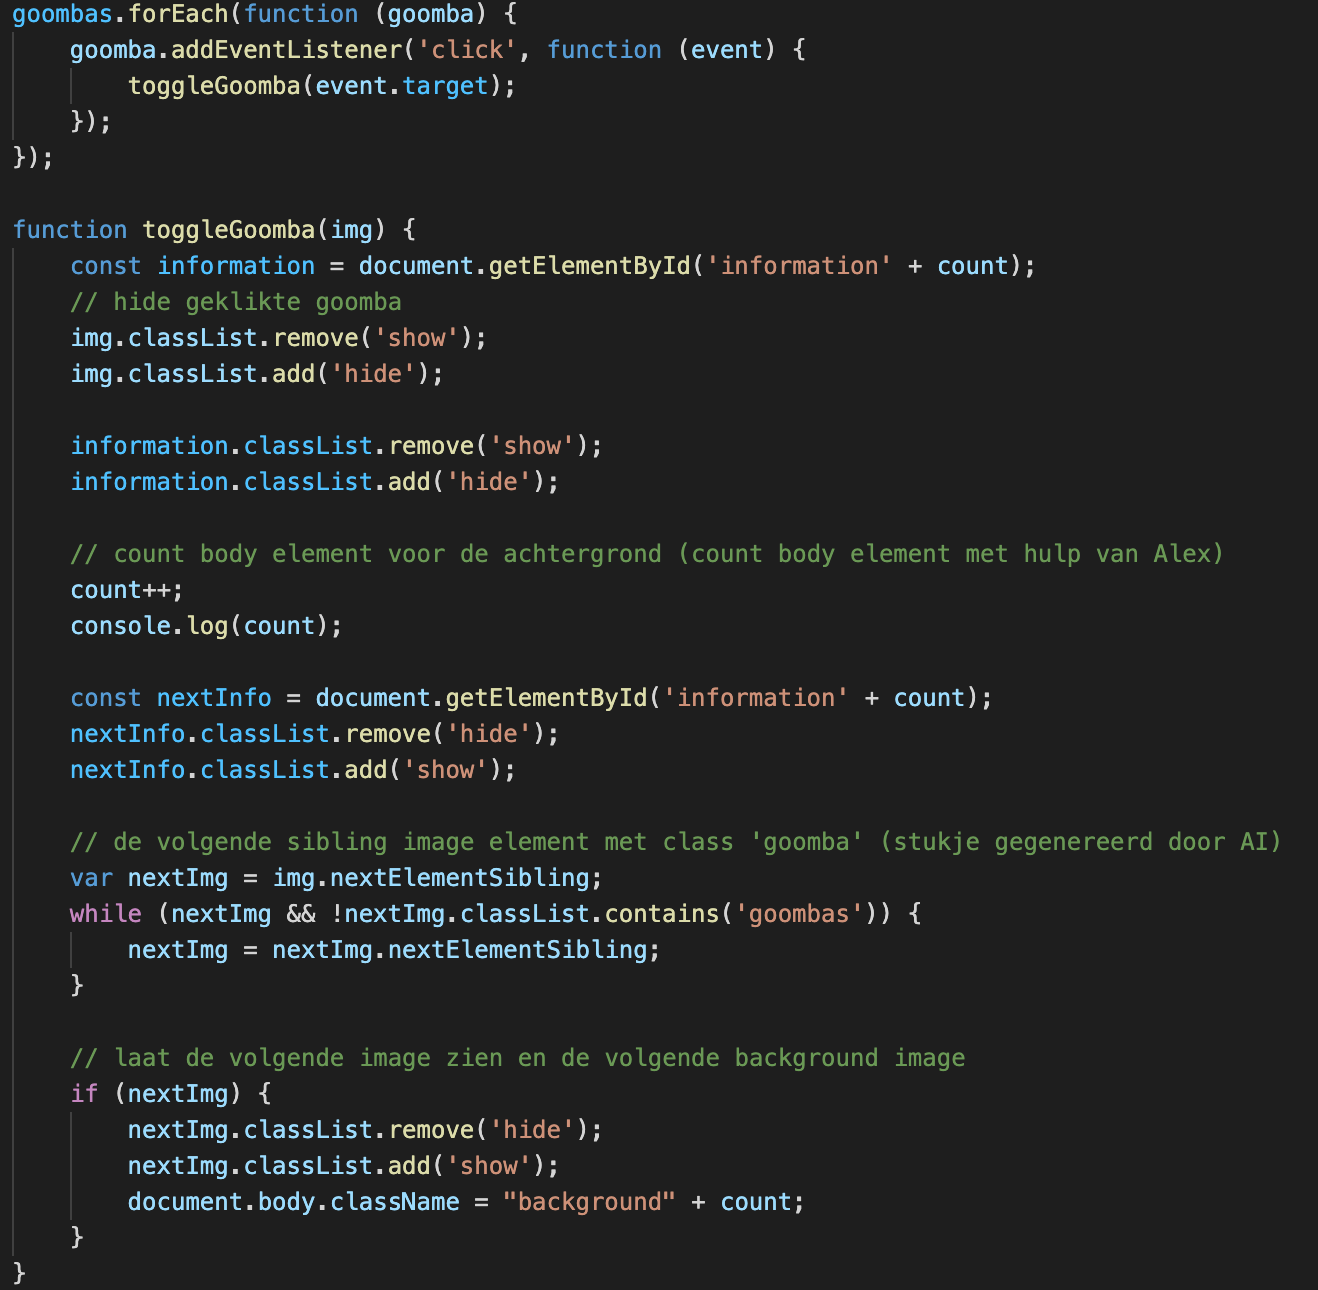 goombas.forEach(function (goomba) {
    goomba.addEventListener('click', function (event) {
        toggleGoomba(event.target);
    });
});

function toggleGoomba(img) {
    const information = document.getElementById('information' + count);
    // hide geklikte goomba
    img.classList.remove('show');
    img.classList.add('hide');

    information.classList.remove('show');
    information.classList.add('hide');

    // count body element voor de achtergrond (count body element met hulp van Alex)
    count++;
    console.log(count);

    const nextInfo = document.getElementById('information' + count);
    nextInfo.classList.remove('hide');
    nextInfo.classList.add('show');

    // de volgende sibling image element met class 'goomba' (stukje gegenereerd door AI)
    var nextImg = img.nextElementSibling;
    while (nextImg && !nextImg.classList.contains('goombas')) {
        nextImg = nextImg.nextElementSibling;
    }

    // laat de volgende image zien en de volgende background image
    if (nextImg) {
        nextImg.classList.remove('hide');
        nextImg.classList.add('show');
        document.body.className = "background" + count;
    }
}